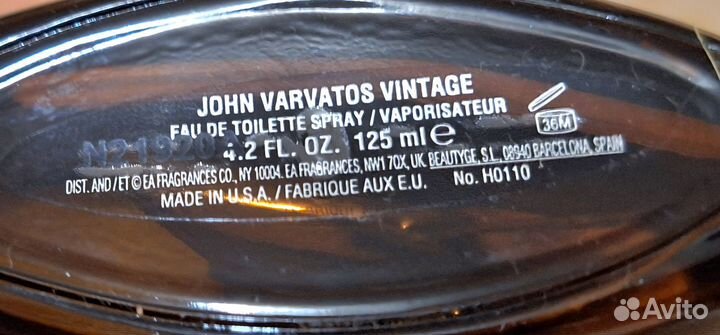 JOHN VARVATOS VINTAGE
EAU DE TOILETTE SPRAY / VAPORISATEUR
4.2 FL. OZ. 125 ml e
36M
DIST. AND / ET © EA FRAGRANCES CO., NY 10004. EA FRAGRANCES, NW1 7QX, UK. BEAUTYGE, S.L., 08940 BARCELONA, SPAIN
MADE IN U.S.A. / FABRIQUE AUX E.U. No. H0110
Avito